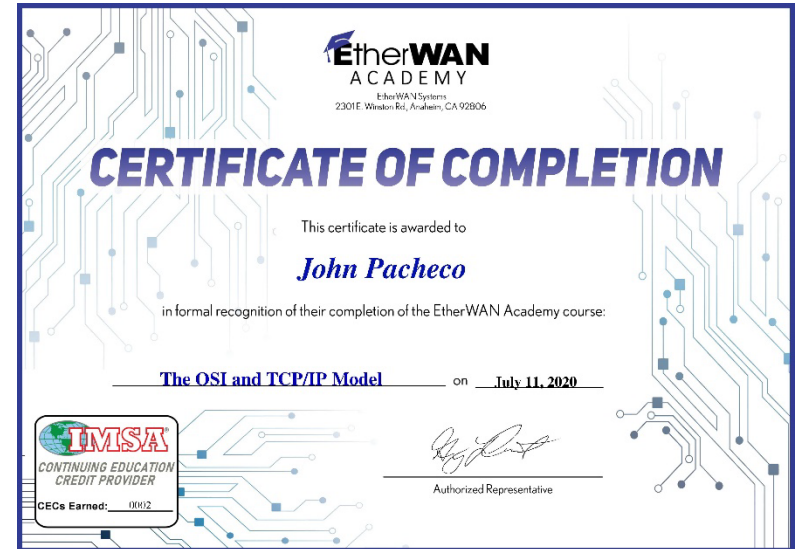 EtherWAN
ACADEMY
EtherWAN Systems
2301 E. Winston Rd, Anaheim, CA 92806
CERTIFICATE OF COMPLETION
This certificate is awarded to
John Pacheco
in formal recognition of their completion of the EtherWAN Academy course:
The OSI and TCP/IP Model on July 11, 2020
IMSA
CONTINUING EDUCATION
CREDIT PROVIDER
CECs Earned: 0002
Authorized Representative